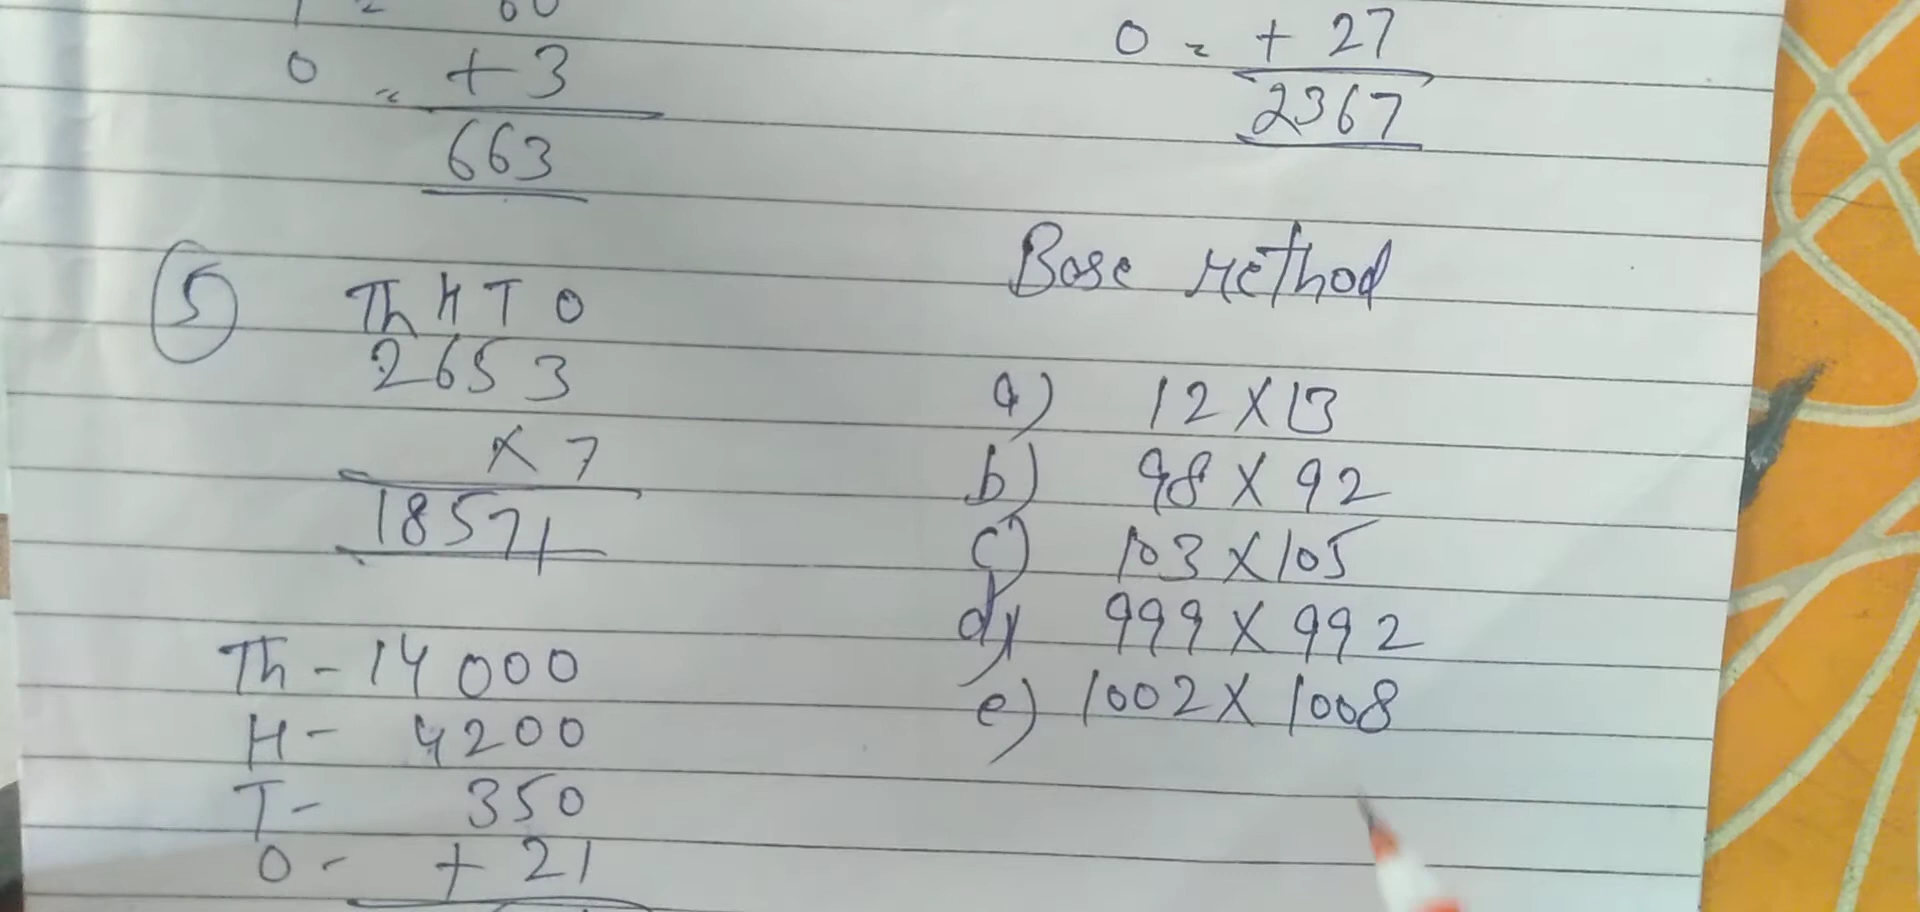 60
0 = + 3
663
0 = + 27
2367
5
Th H T O
2653
× 7
18571
Th - 14000
H - 4200
T - 350
O - + 21
Base Method
a) 12 × 13
b) 98 × 92
c) 103 × 105
d) 999 × 992
e) 1002 × 1008